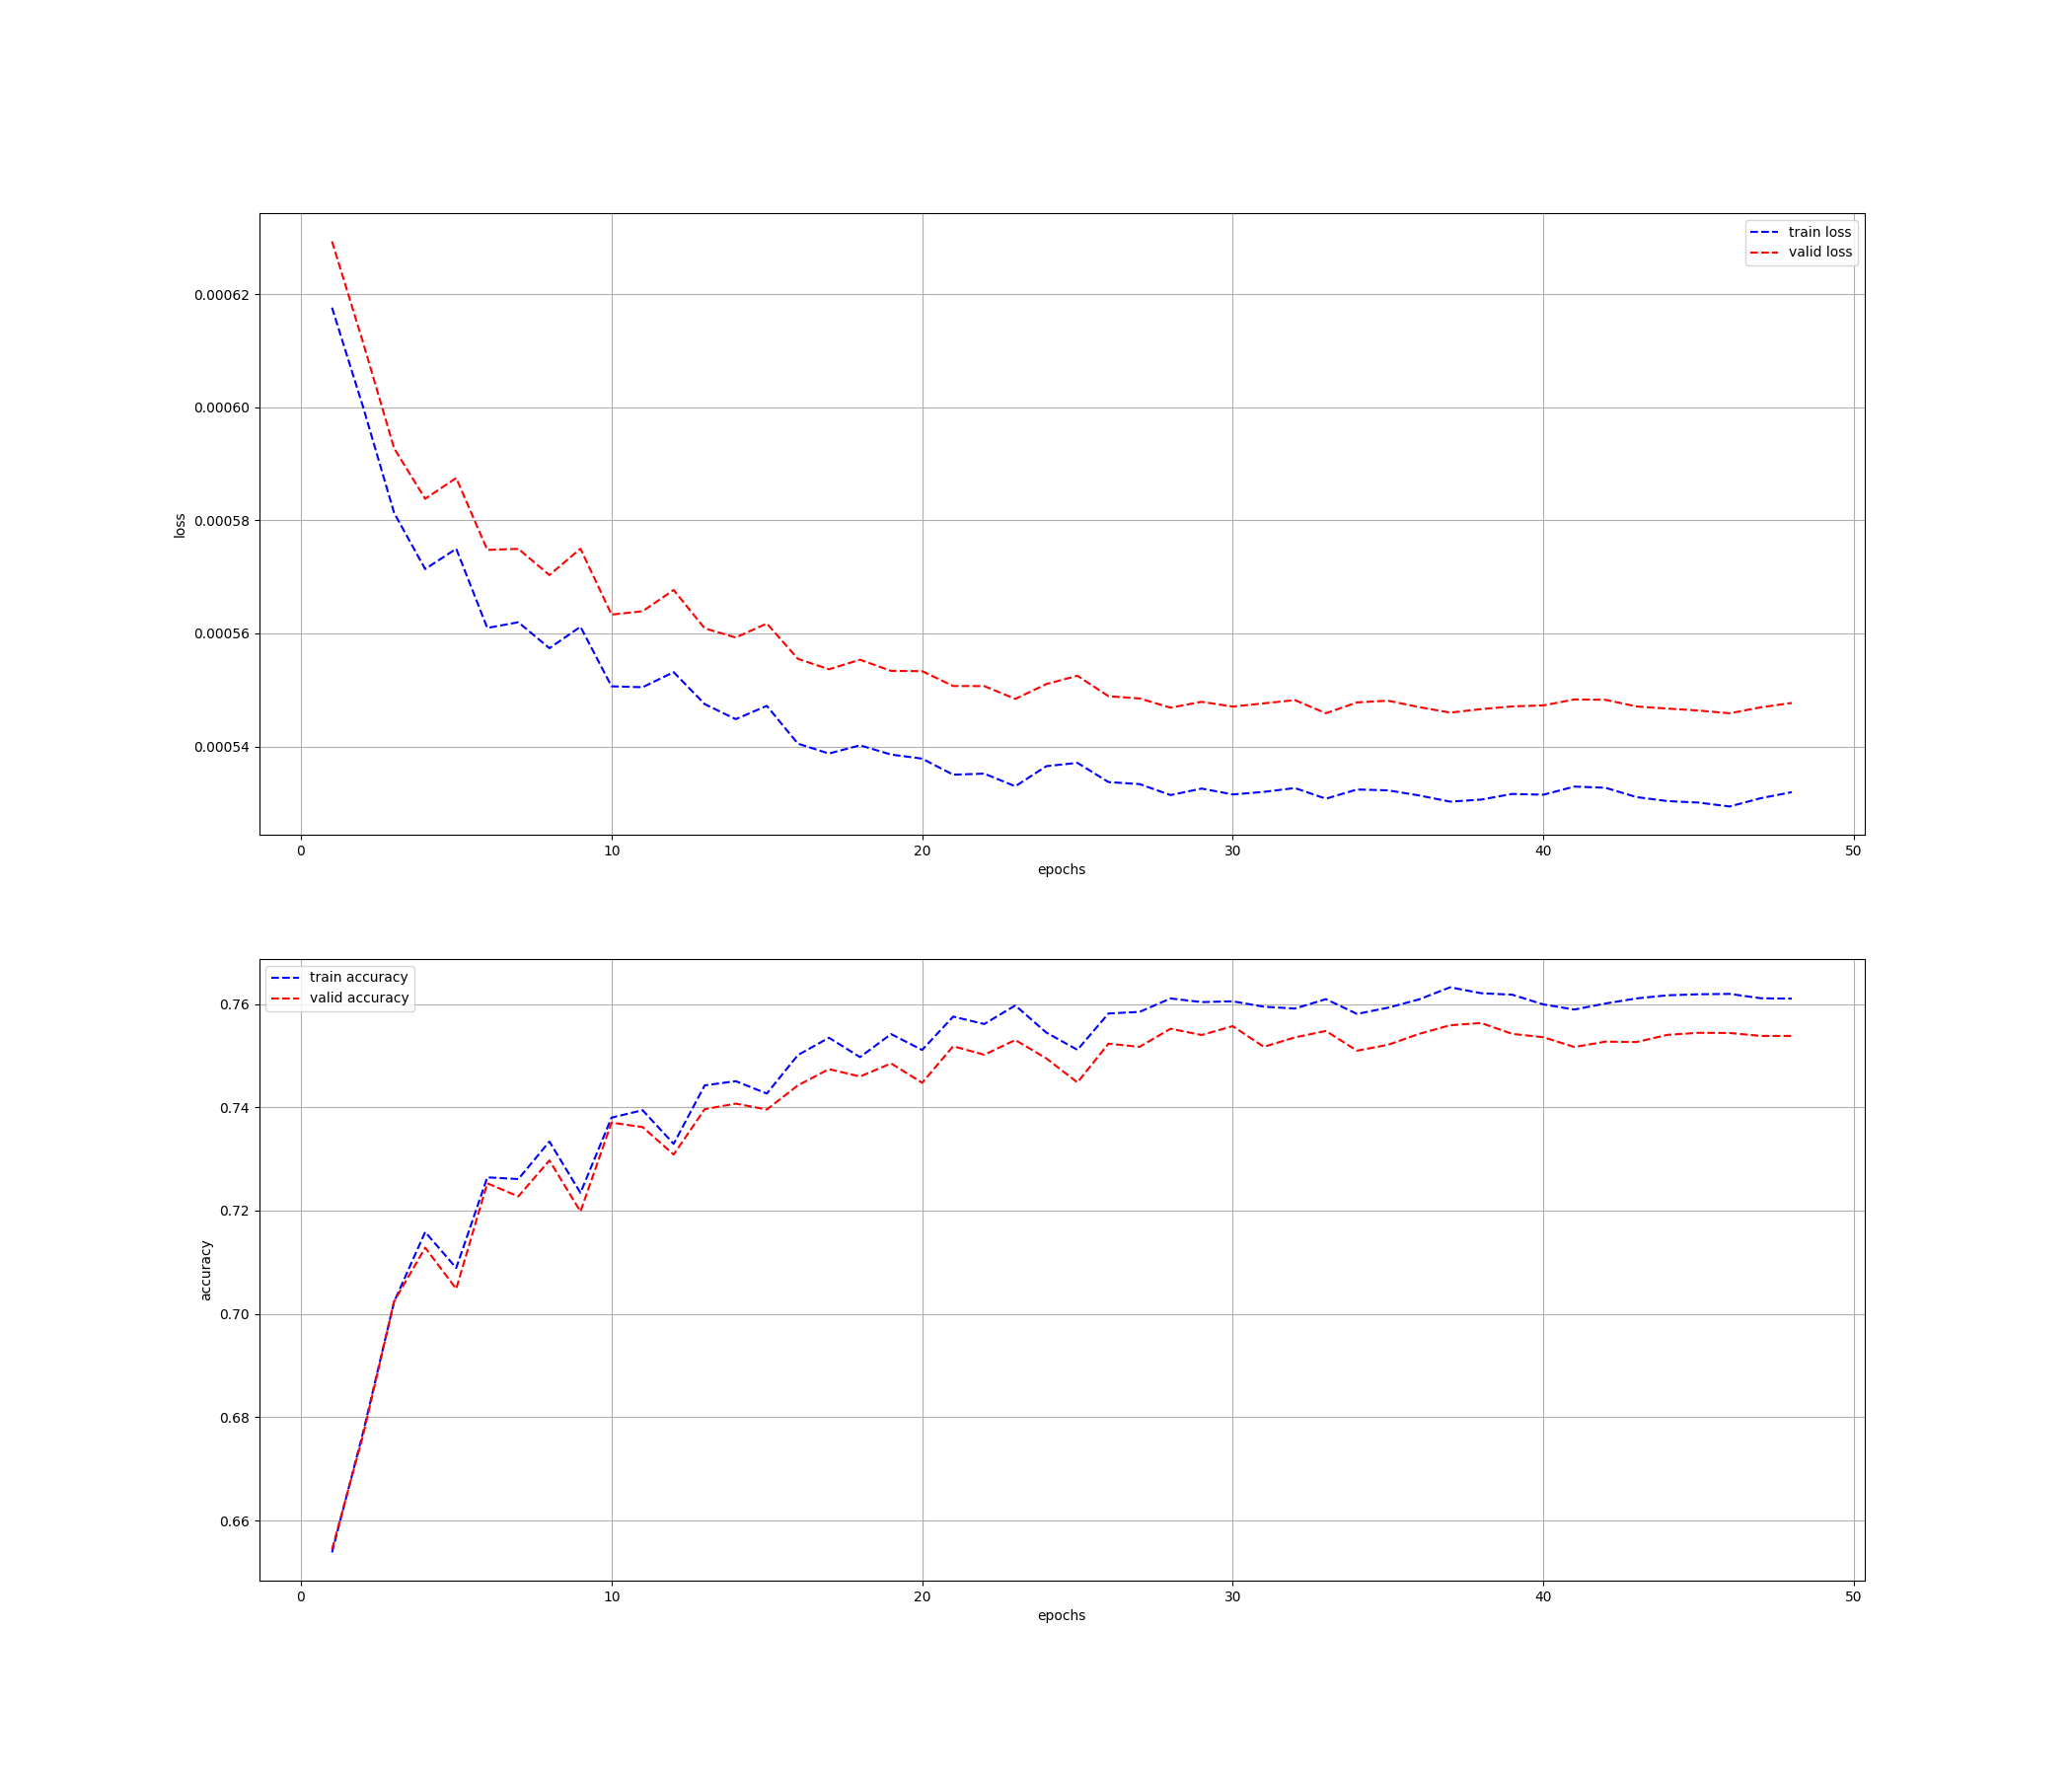 train loss
valid loss
0.00062
0.00060
0.00058
0.00056
0.00054
loss
0 10 20 30 40 50
epochs
train accuracy
valid accuracy
0.76
0.74
0.72
0.70
0.68
0.66
accuracy
0 10 20 30 40 50
epochs